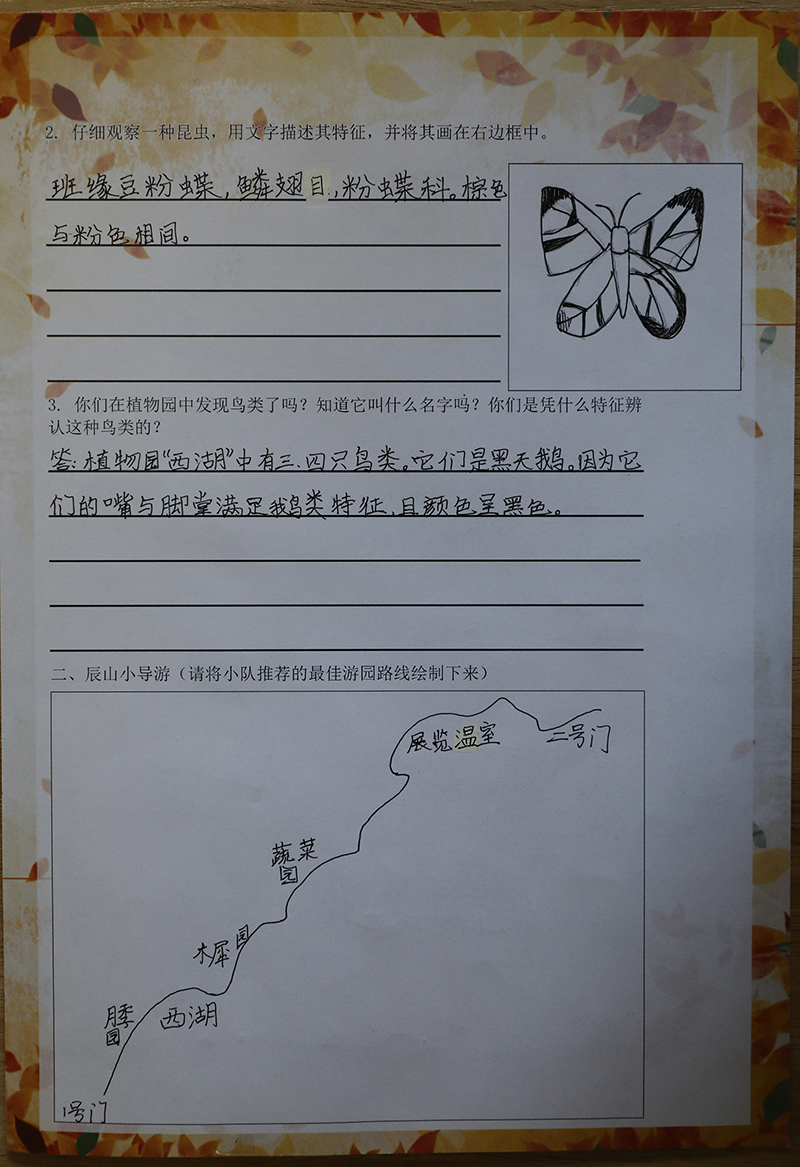 2. 仔细观察一种昆虫，用文字描述其特征，并将其画在右边框中。
班缘豆粉蝶，鳞翅目，粉蝶科。棕色
与粉色相间。
3. 你们在植物园中发现鸟类了吗？知道它叫什么名字吗？你们是凭什么特征辨
认这种鸟类的？
答：植物园“西湖”中有三、四只鸟类。它们是黑天鹅。因为它
们的嘴与脚掌满足鹅类特征，且颜色呈黑色。
二、辰山小导游（请将小队推荐的最佳游园路线绘制下来）
展览温室
二号门
蔬菜
园
木犀园
月季
园
西湖
1号门